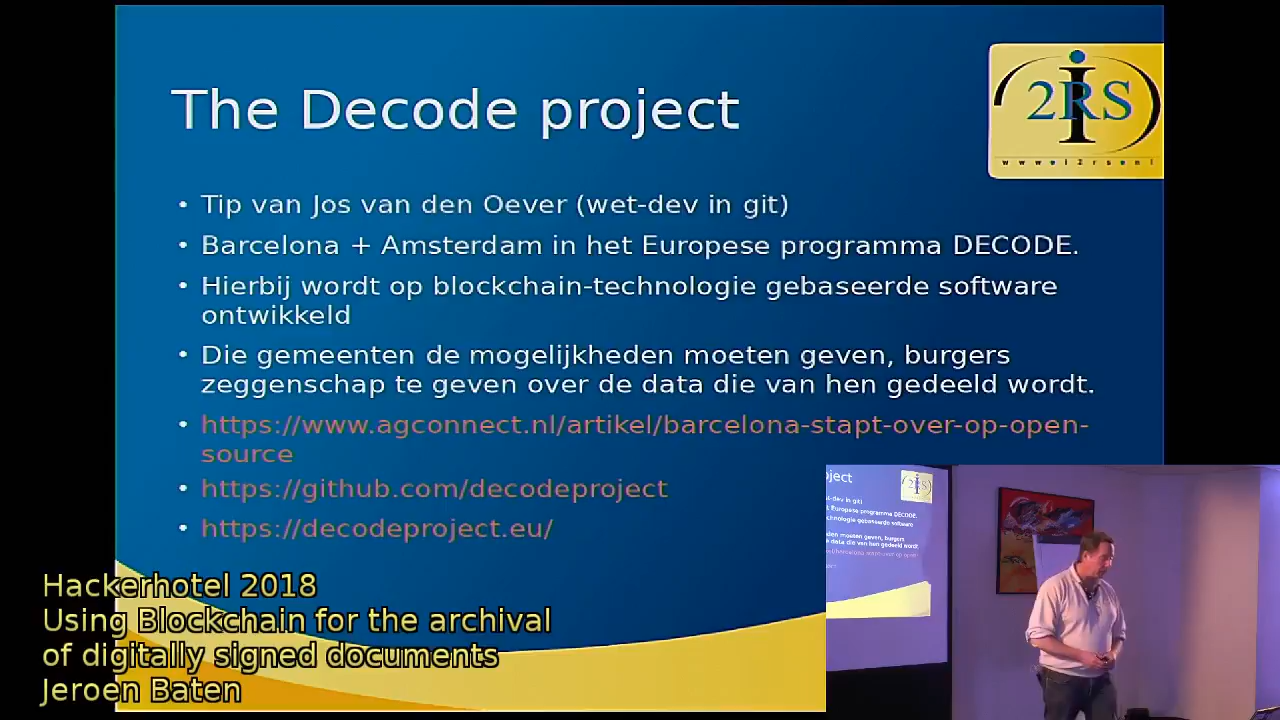 The Decode project
2RS
i
www●i2rs●nl
• Tip van Jos van den Oever (wet-dev in git)
• Barcelona + Amsterdam in het Europese programma DECODE.
• Hierbij wordt op blockchain-technologie gebaseerde software
ontwikkeld
• Die gemeenten de mogelijkheden moeten geven, burgers
zeggenschap te geven over de data die van hen gedeeld wordt.
• https://www.agconnect.nl/artikel/barcelona-stapt-over-op-open-
source
• https://github.com/decodeproject
• https://decodeproject.eu/
Hackerhotel 2018
Using Blockchain for the archival
of digitally signed documents
Jeroen Baten